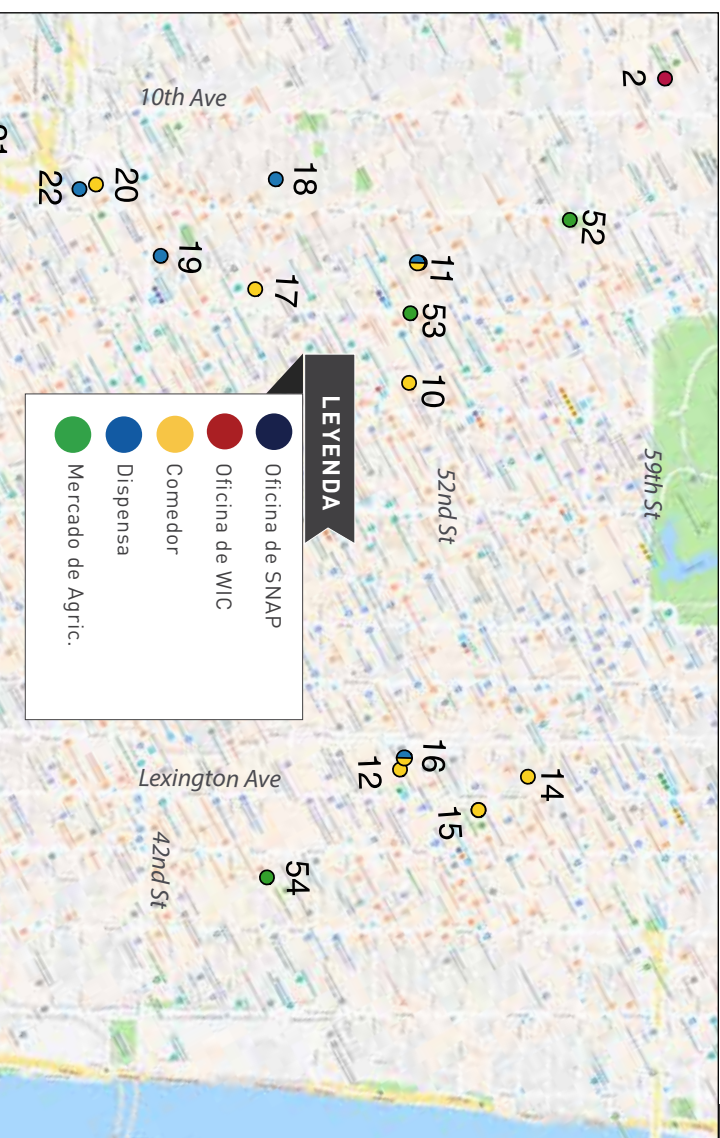 2
10th Ave
18
20
22
52
19
11
17
53
10
59th St
52nd St
LEYENDA
Oficina de SNAP
Oficina de WIC
Comedor
Dispensa
Mercado de Agric.
16
12
14
15
Lexington Ave
42nd St
54